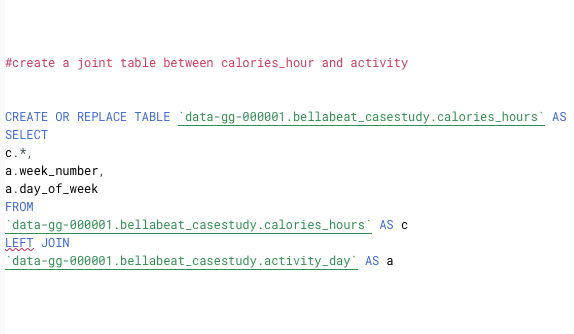 #create a joint table between calories_hour and activity
CREATE OR REPLACE TABLE `data-gg-000001.bellabeat_casestudy.calories_hours` AS
SELECT
c.*,
a.week_number,
a.day_of_week
FROM
`data-gg-000001.bellabeat_casestudy.calories_hours` AS c
LEFT JOIN
`data-gg-000001.bellabeat_casestudy.activity_day` AS a